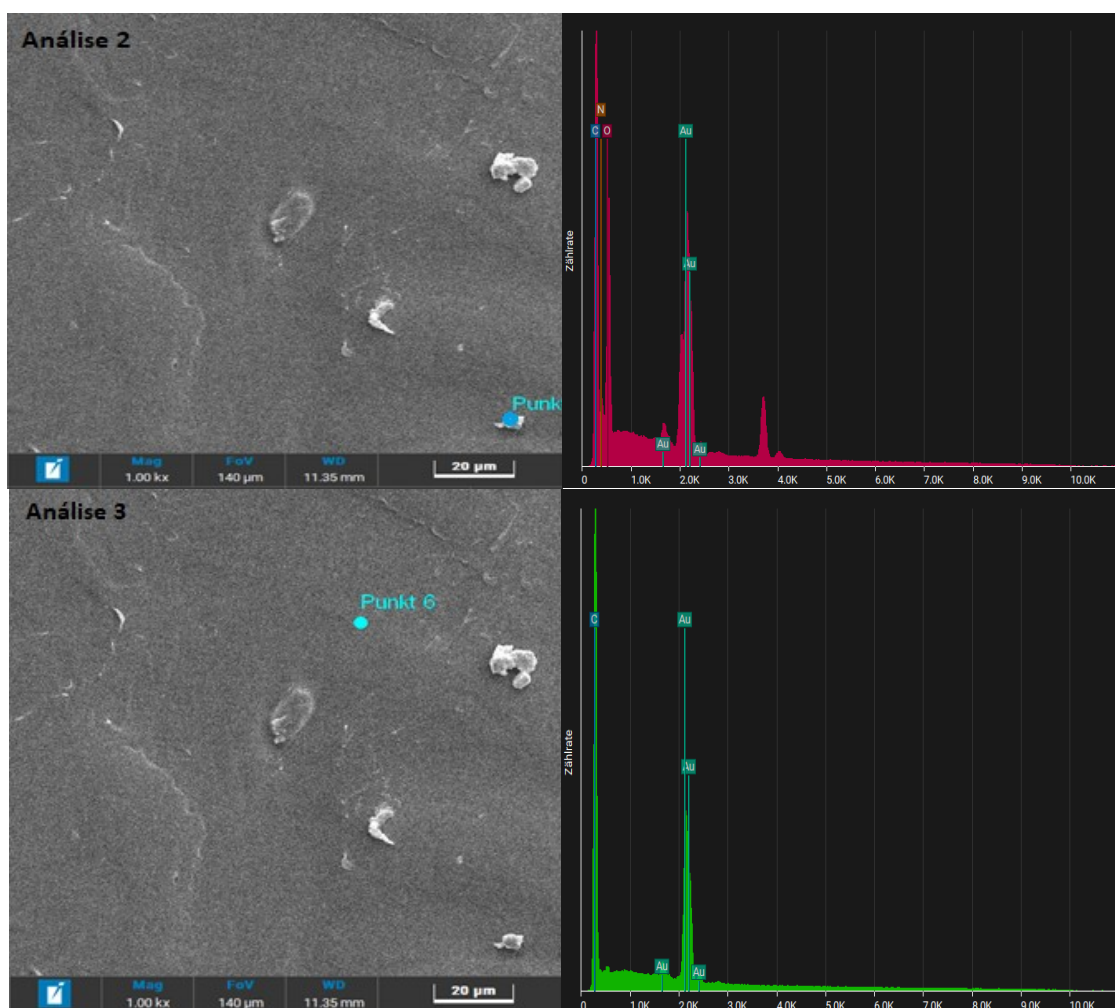 Análise 2
Punk
Mag
1.00 kx
FoV
140 µm
WD
11.35 mm
20 µm
Zählrate
N
C
O
Au
Au
Au
Au
0 1.0K 2.0K 3.0K 4.0K 5.0K 6.0K 7.0K 8.0K 9.0K 10.0K
Análise 3
Punkt 6
Mag
1.00 kx
FoV
140 µm
WD
11.35 mm
20 µm
Zählrate
C
Au
Au
Au
Au
0 1.0K 2.0K 3.0K 4.0K 5.0K 6.0K 7.0K 8.0K 9.0K 10.0K